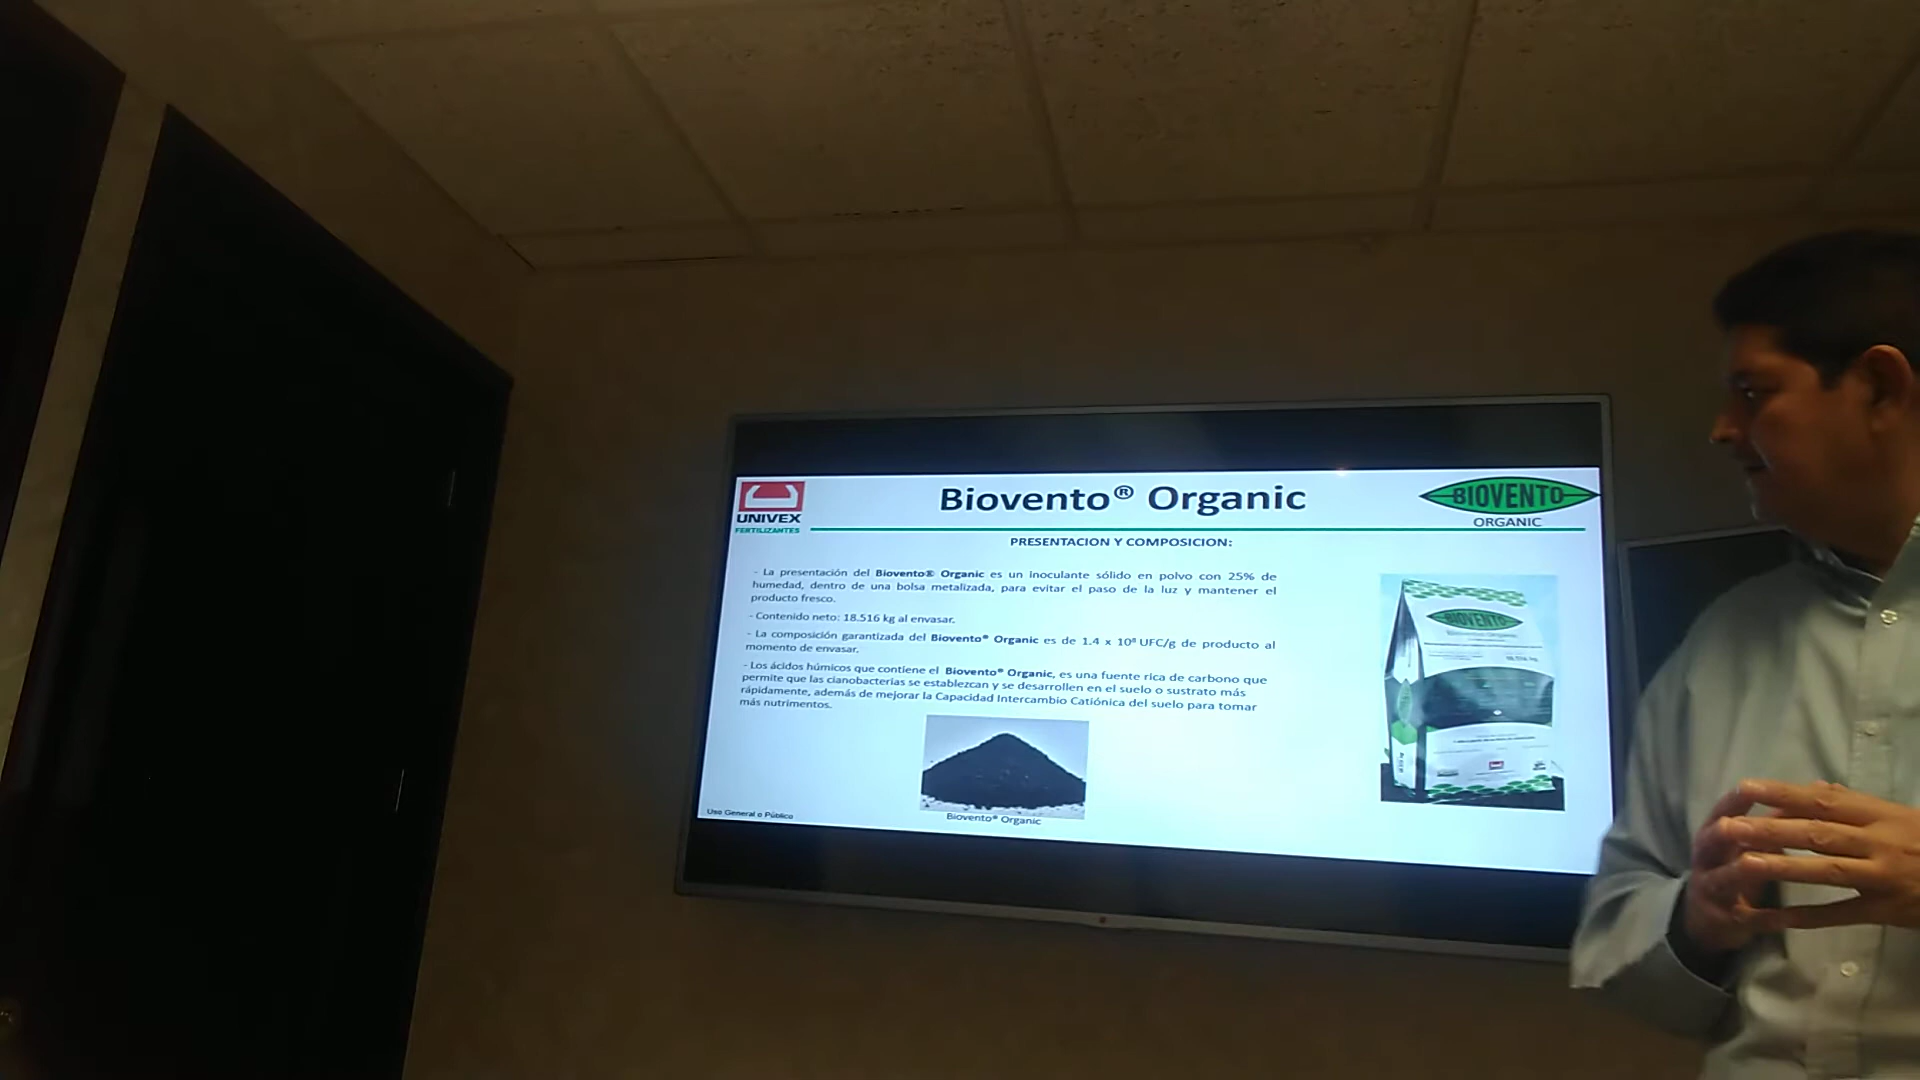 UNIVEX
FERTILIZANTES
Biovento® Organic
BIOVENTO
ORGANIC
PRESENTACION Y COMPOSICION:
- La presentación del Biovento® Organic es un inoculante sólido en polvo con 25% de
humedad, dentro de una bolsa metalizada, para evitar el paso de la luz y mantener el
producto fresco.
- Contenido neto: 18.516 kg al envasar.
- La composición garantizada del Biovento® Organic es de 1.4 x 10⁸ UFC/g de producto al
momento de envasar.
- Los ácidos húmicos que contiene el Biovento® Organic, es una fuente rica de carbono que
permite que las cianobacterias se establezcan y se desarrollen en el suelo o sustrato más
rápidamente, además de mejorar la Capacidad Intercambio Catiónica del suelo para tomar
más nutrimentos.
BIOVENTO
Biovento® Organic
Uso General o Público